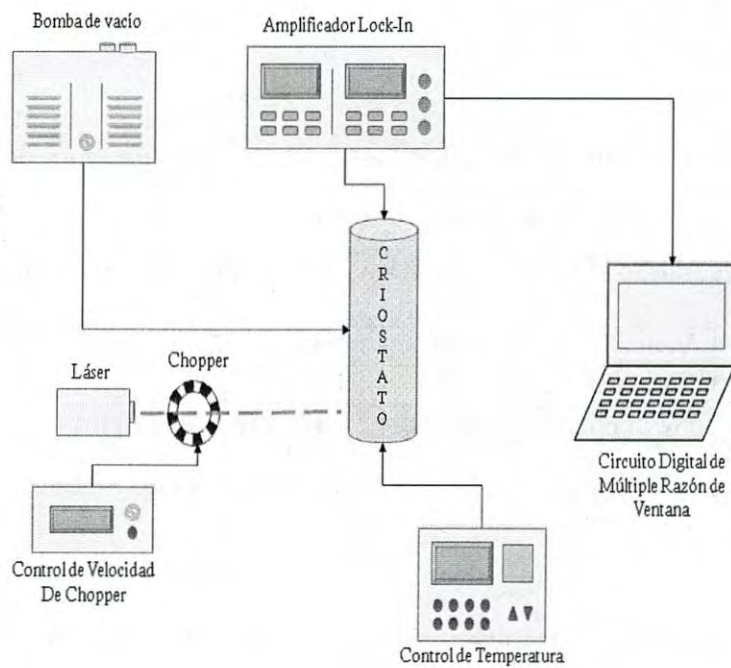 Bomba de vacío
Amplificador Lock-In
CRIOSTATO
Chopper
Láser
Circuito Digital de
Múltiple Razón de
Ventana
Control de Velocidad
De Chopper
Control de Temperatura